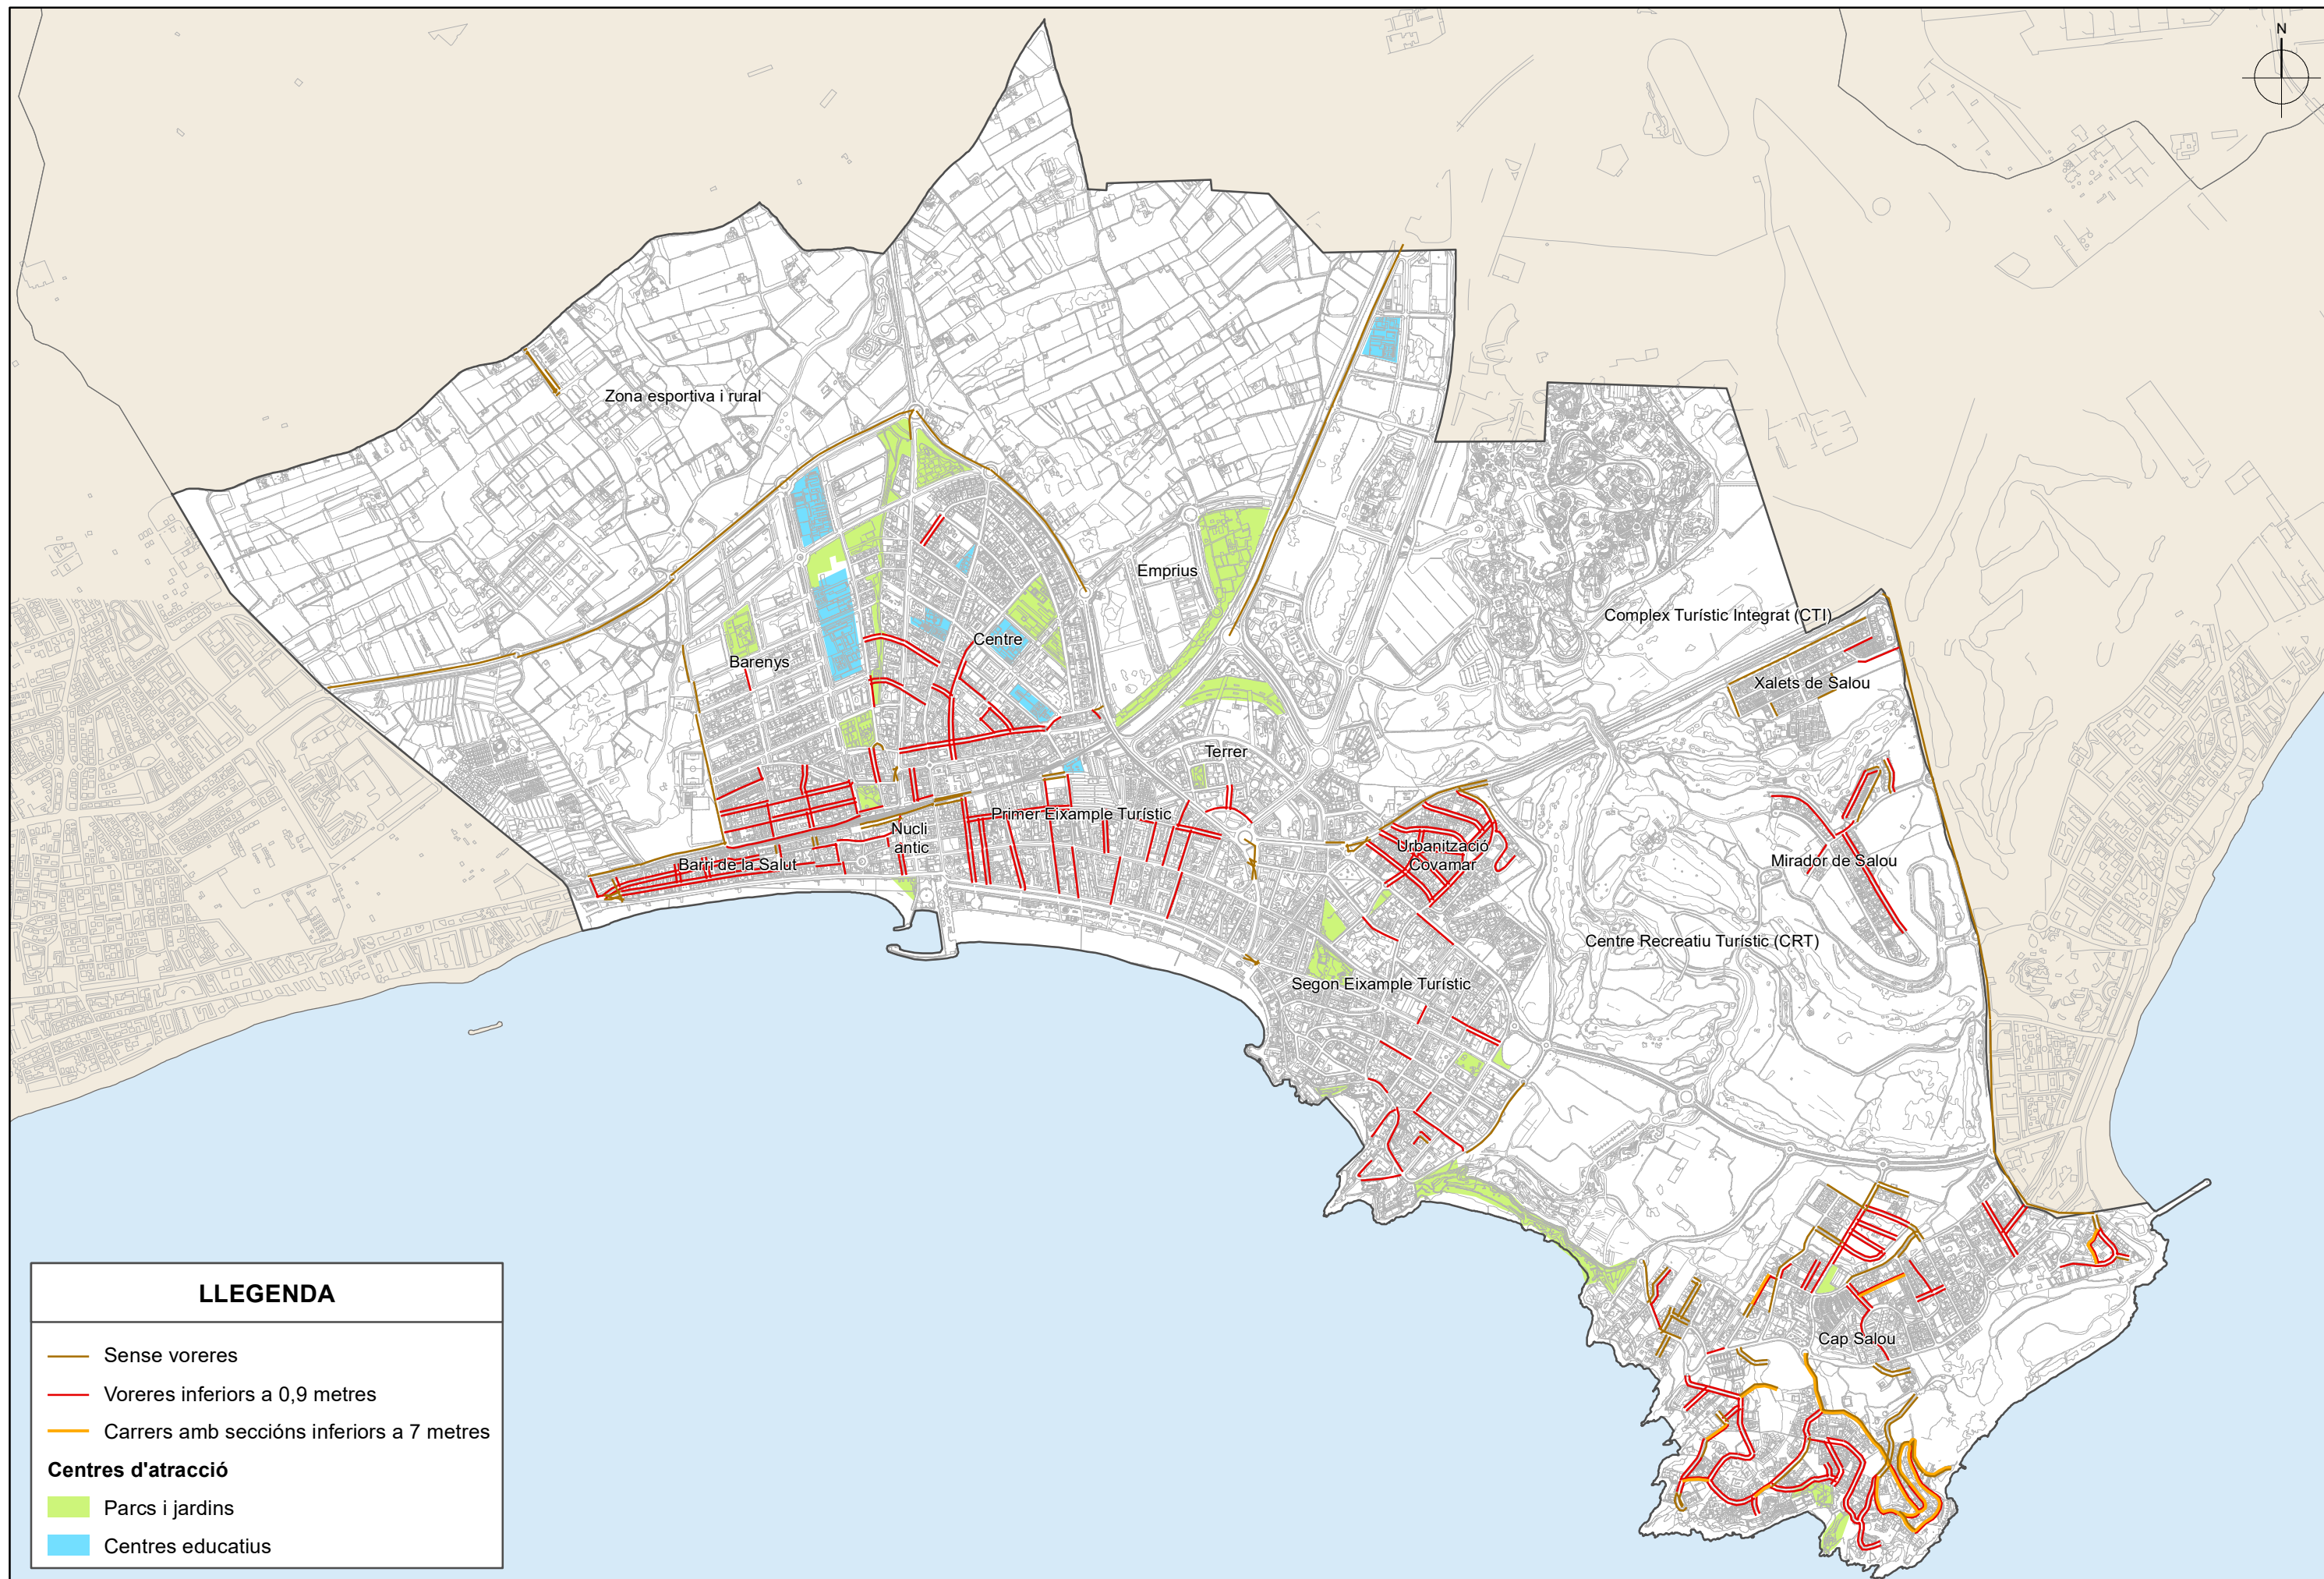 N
Zona esportiva i rural
Emprius
Complex Turístic Integrat (CTI)
Centre
Barenys
Xalets de Salou
Terrer
Primer Eixample Turístic
Nucli
antic
Urbanització
Covamar
Barri de la Salut
Mirador de Salou
Centre Recreatiu Turístic (CRT)
Segon Eixample Turístic
Cap Salou
LLEGENDA
Sense voreres
Voreres inferiors a 0,9 metres
Carrers amb seccións inferiors a 7 metres
Centres d'atracció
Parcs i jardins
Centres educatius